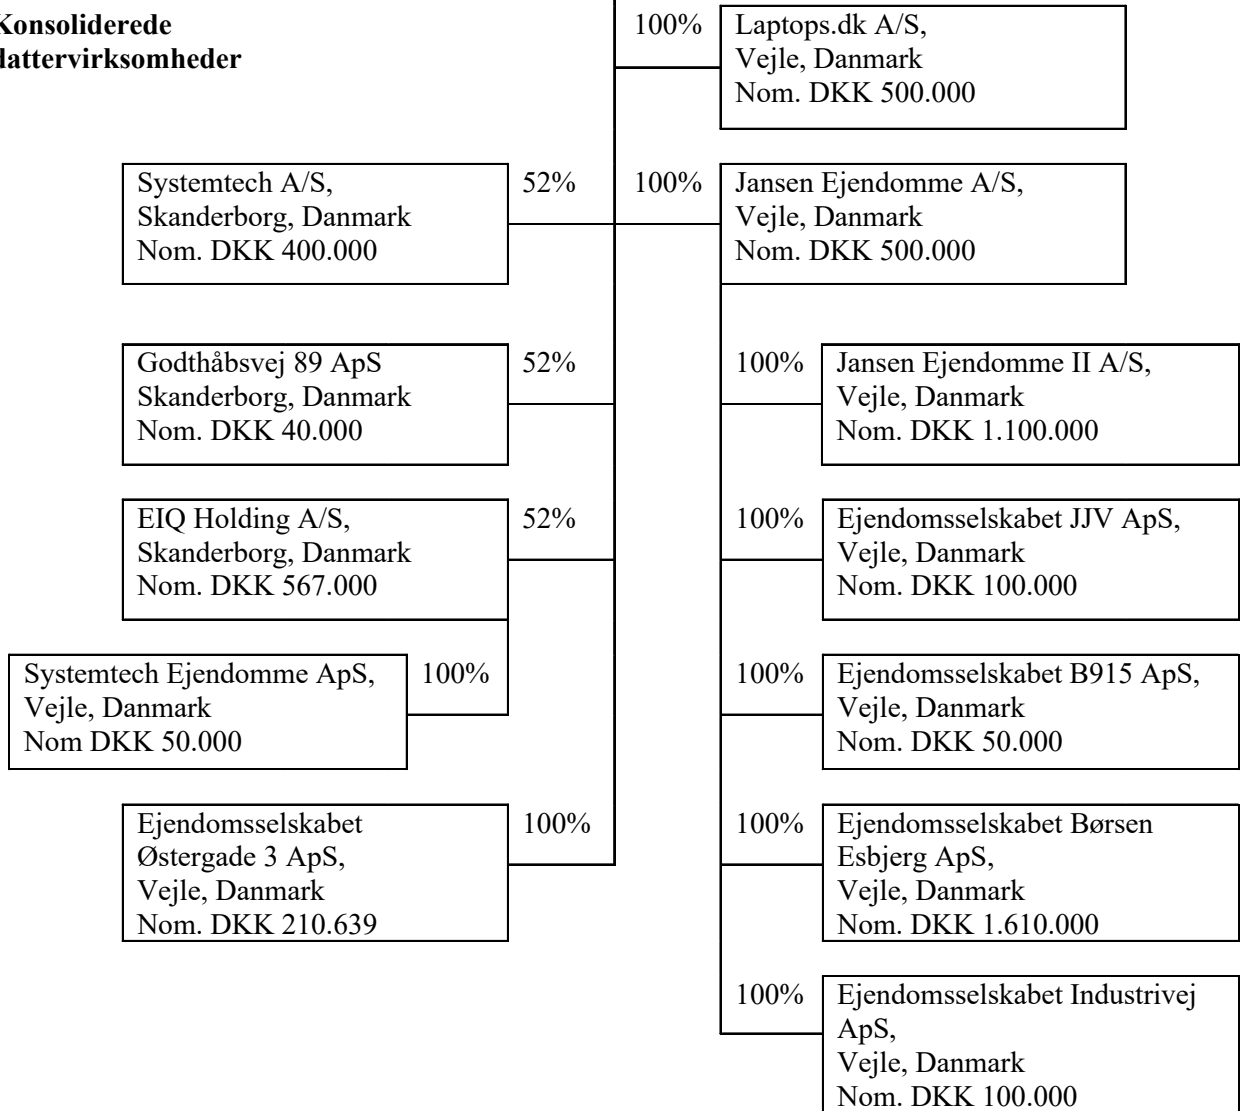 Konsoliderede
dattervirksomheder
100%
Laptops.dk A/S,
Vejle, Danmark
Nom. DKK 500.000
Systemtech A/S,
Skanderborg, Danmark
Nom. DKK 400.000
52%
100%
Jansen Ejendomme A/S,
Vejle, Danmark
Nom. DKK 500.000
Godthåbsvej 89 ApS
Skanderborg, Danmark
Nom. DKK 40.000
52%
100%
Jansen Ejendomme II A/S,
Vejle, Danmark
Nom. DKK 1.100.000
EIQ Holding A/S,
Skanderborg, Danmark
Nom. DKK 567.000
52%
100%
Ejendomsselskabet JJV ApS,
Vejle, Danmark
Nom. DKK 100.000
Systemtech Ejendomme ApS,
Vejle, Danmark
Nom DKK 50.000
100%
100%
Ejendomsselskabet B915 ApS,
Vejle, Danmark
Nom. DKK 50.000
Ejendomsselskabet
Østergade 3 ApS,
Vejle, Danmark
Nom. DKK 210.639
100%
100%
Ejendomsselskabet Børsen
Esbjerg ApS,
Vejle, Danmark
Nom. DKK 1.610.000
100%
Ejendomsselskabet Industrivej
ApS,
Vejle, Danmark
Nom. DKK 100.000